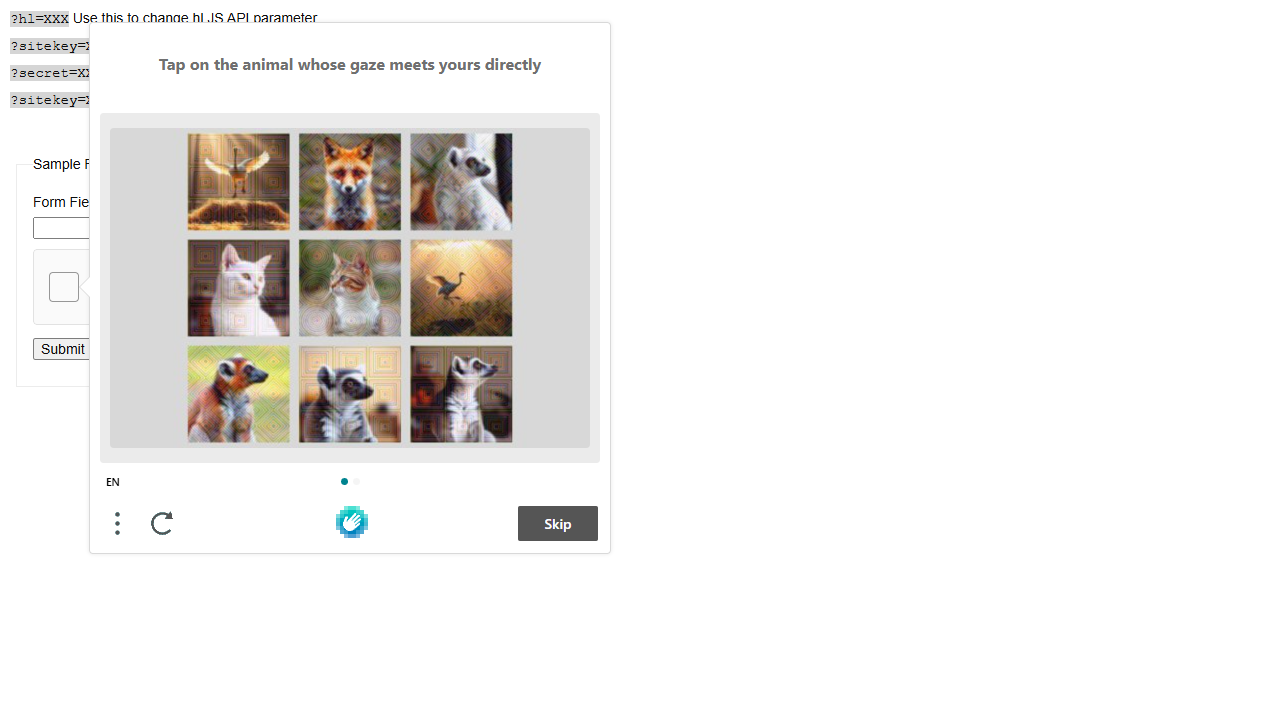 ?hl=XXX Use this to change hl JS API parameter
?sitekey=
?secret=X
?sitekey=
Tap on the animal whose gaze meets yours directly
Sample
Form Fie
Submit
EN
Skip